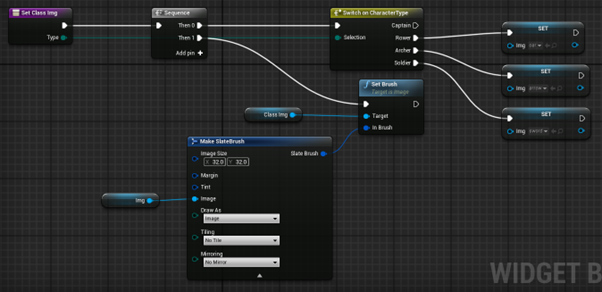 Set Class Img
Type
Sequence
Then 0
Then 1
Add pin +
Switch on CharacterType
Selection
Captain
Rower
Archer
Soldier
SET
Img
SET
Img
SET
Img
Set Brush
Target is Image
Target
In Brush
Class Img
Make SlateBrush
Image Size
X 32.0 Y 32.0
Slate Brush
Margin
Tint
Image
Img
Draw As
Image
Tiling
No Tile
Mirroring
No Mirror
WIDGET B